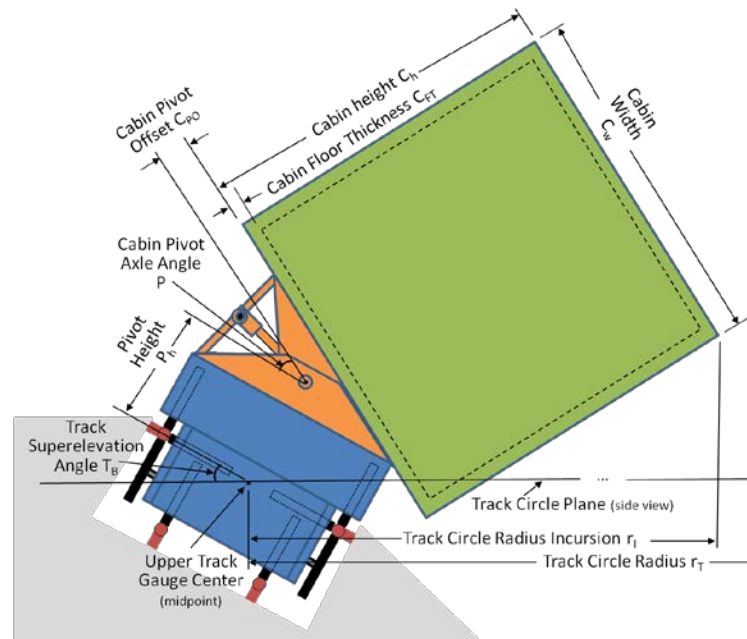 Cabin Pivot
Offset C_PO
Cabin height C_h
Cabin Floor Thickness C_FT
Cabin
Width
C_w
Cabin Pivot
Axle Angle
P
Pivot
Height
P_h
Track
Superelevation
Angle T_B
...
Track Circle Plane (side view)
Track Circle Radius Incursion r_I
Track Circle Radius r_T
Upper Track
Gauge Center
(midpoint)